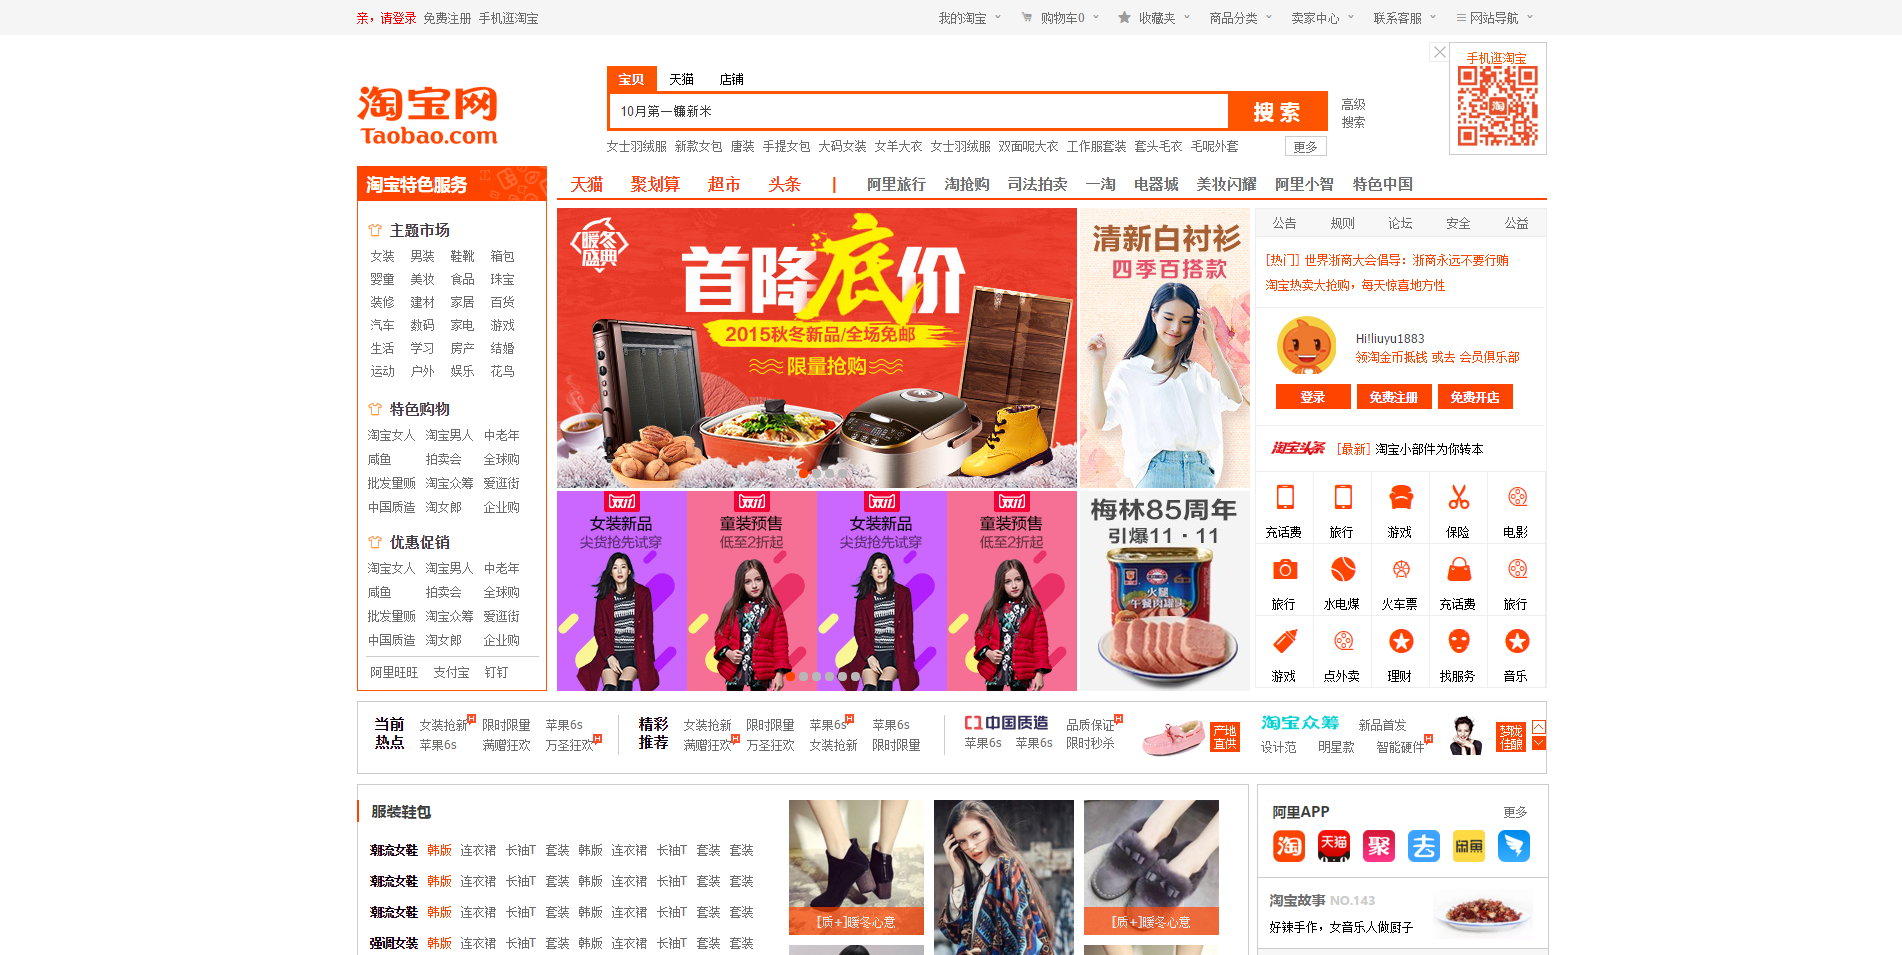 亲，请登录 免费注册 手机逛淘宝
我的淘宝 购物车0 收藏夹 商品分类 卖家中心 联系客服 网站导航
手机逛淘宝
淘宝网
Taobao.com
宝贝 天猫 店铺
10月第一镰新米
搜 索
高级
搜索
女士羽绒服 新款女包 唐装 手提女包 大码女装 女羊大衣 女士羽绒服 双面呢大衣 工作服套装 套头毛衣 毛呢外套
更多
淘宝特色服务
天猫 聚划算 超市 头条 | 阿里旅行 淘抢购 司法拍卖 一淘 电器城 美妆闪耀 阿里小智 特色中国
主题市场
女装 男装 鞋靴 箱包
婴童 美妆 食品 珠宝
装修 建材 家居 百货
汽车 数码 家电 游戏
生活 学习 房产 结婚
运动 户外 娱乐 花鸟
特色购物
淘宝女人 淘宝男人 中老年
咸鱼 拍卖会 全球购
批发量贩 淘宝众筹 爱逛街
中国质造 淘女郎 企业购
优惠促销
淘宝女人 淘宝男人 中老年
咸鱼 拍卖会 全球购
批发量贩 淘宝众筹 爱逛街
中国质造 淘女郎 企业购
阿里旺旺 支付宝 钉钉
暖冬
盛典
首降底价
2015秋冬新品/全场免邮
限量抢购
清新白衬衫
四季百搭款
双11 双11 双11 双11
女装新品 童装预售 女装新品 童装预售
尖货抢先试穿 低至2折起 尖货抢先试穿 低至2折起
梅林85周年
引爆11·11
火腿
午餐肉罐头
公告 规则 论坛 安全 公益
[热门] 世界浙商大会倡导：浙商永远不要行贿
淘宝热卖大抢购，每天惊喜地方性
Hi!liuyu1883
领淘金币抵钱 或去 会员俱乐部
登录 免费注册 免费开店
淘宝头条 [最新] 淘宝小部件为你转本
充话费 旅行 游戏 保险 电影
旅行 水电煤 火车票 充话费 旅行
游戏 点外卖 理财 找服务 音乐
当前
热点
女装抢新H 限时限量 苹果6s
苹果6s 满赠狂欢 万圣狂欢H
精彩
推荐
女装抢新 限时限量 苹果6sH 苹果6s
满赠狂欢H 万圣狂欢 女装抢新 限时限量
中国质造 品质保证H
苹果6s 苹果6s 限时秒杀
产地
直供
淘宝众筹 新品首发
设计范 明星款 智能硬件H
梦陇
佳酿
服装鞋包
潮流女鞋 韩版 连衣裙 长袖T 套装 韩版 连衣裙 长袖T 套装 套装
潮流女鞋 韩版 连衣裙 长袖T 套装 韩版 连衣裙 长袖T 套装 套装
潮流女鞋 韩版 连衣裙 长袖T 套装 韩版 连衣裙 长袖T 套装 套装
强调女装 韩版 连衣裙 长袖T 套装 韩版 连衣裙 长袖T 套装 套装
[质+]暖冬心意
[质+]暖冬心意
阿里APP 更多
淘 天猫 聚 去 闲鱼
淘宝故事 NO.143
好辣手作，女音乐人做厨子